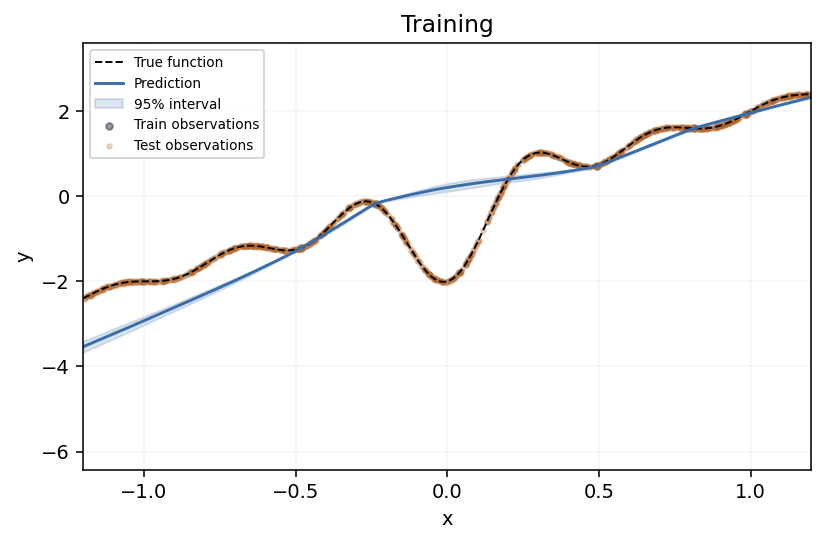 Training
True function
Prediction
95% interval
Train observations
Test observations
y
2
0
−2
−4
−6
−1.0
−0.5
0.0
0.5
1.0
x